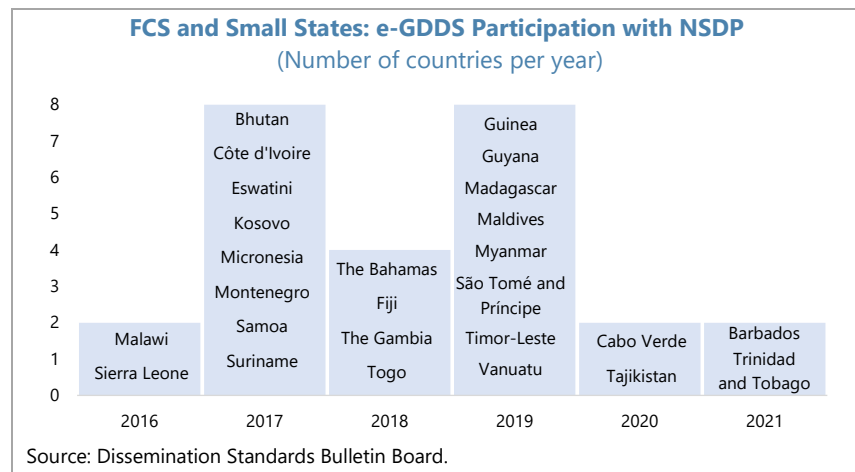 FCS and Small States: e-GDDS Participation with NSDP
(Number of countries per year)
8
7
6
5
4
3
2
1
0
Malawi
Sierra Leone
Bhutan
Côte d'Ivoire
Eswatini
Kosovo
Micronesia
Montenegro
Samoa
Suriname
The Bahamas
Fiji
The Gambia
Togo
Guinea
Guyana
Madagascar
Maldives
Myanmar
São Tomé and
Príncipe
Timor-Leste
Vanuatu
Cabo Verde
Tajikistan
Barbados
Trinidad
and Tobago
2016
2017
2018
2019
2020
2021
Source: Dissemination Standards Bulletin Board.